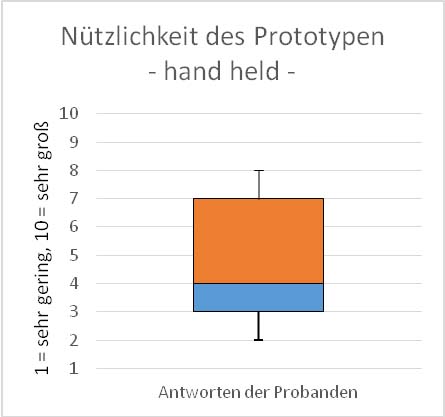 Nützlichkeit des Prototypen
- hand held -
1 = sehr gering, 10 = sehr groß
10
9
8
7
6
5
4
3
2
1
Antworten der Probanden